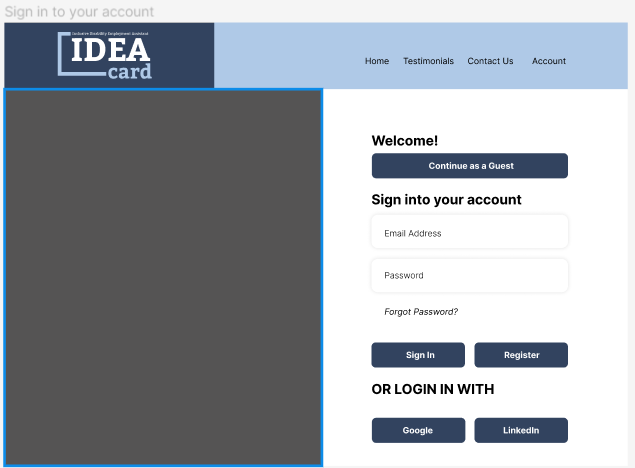 Sign in to your account
Inclusive Disability Employment Assistant
IDEA
card
Home Testimonials Contact Us Account
Welcome!
Continue as a Guest
Sign into your account
Email Address
Password
Forgot Password?
Sign In Register
OR LOGIN IN WITH
Google LinkedIn